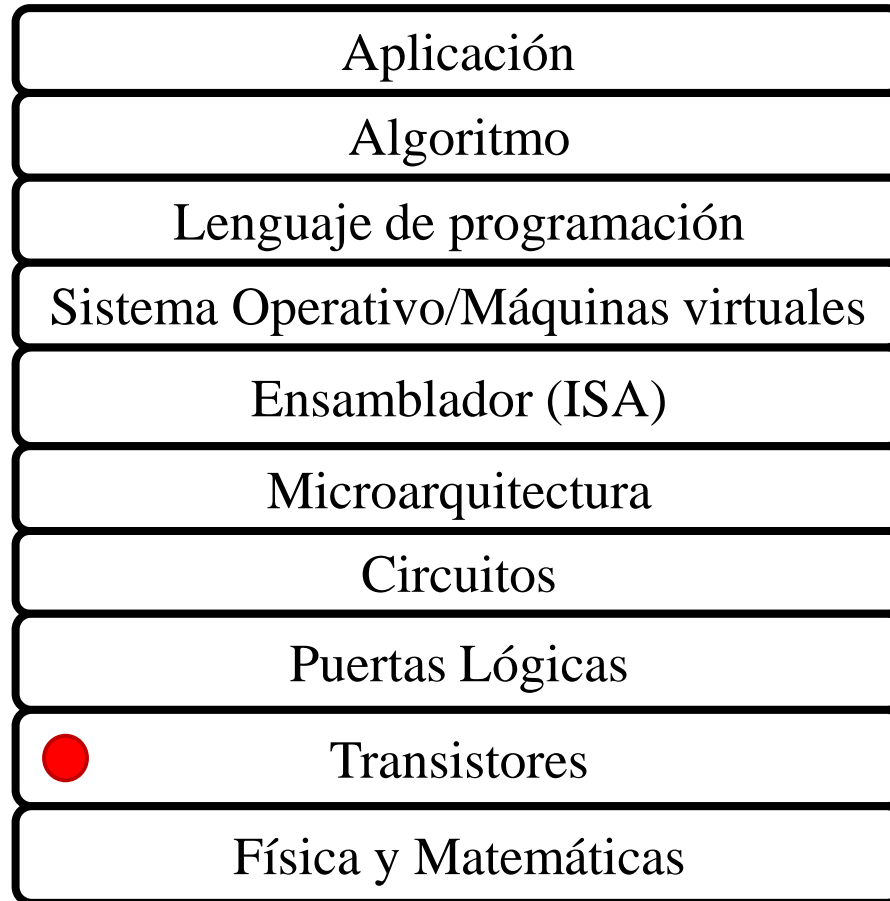 Aplicación
Algoritmo
Lenguaje de programación
Sistema Operativo/Máquinas virtuales
Ensamblador (ISA)
Microarquitectura
Circuitos
Puertas Lógicas
Transistores
Física y Matemáticas